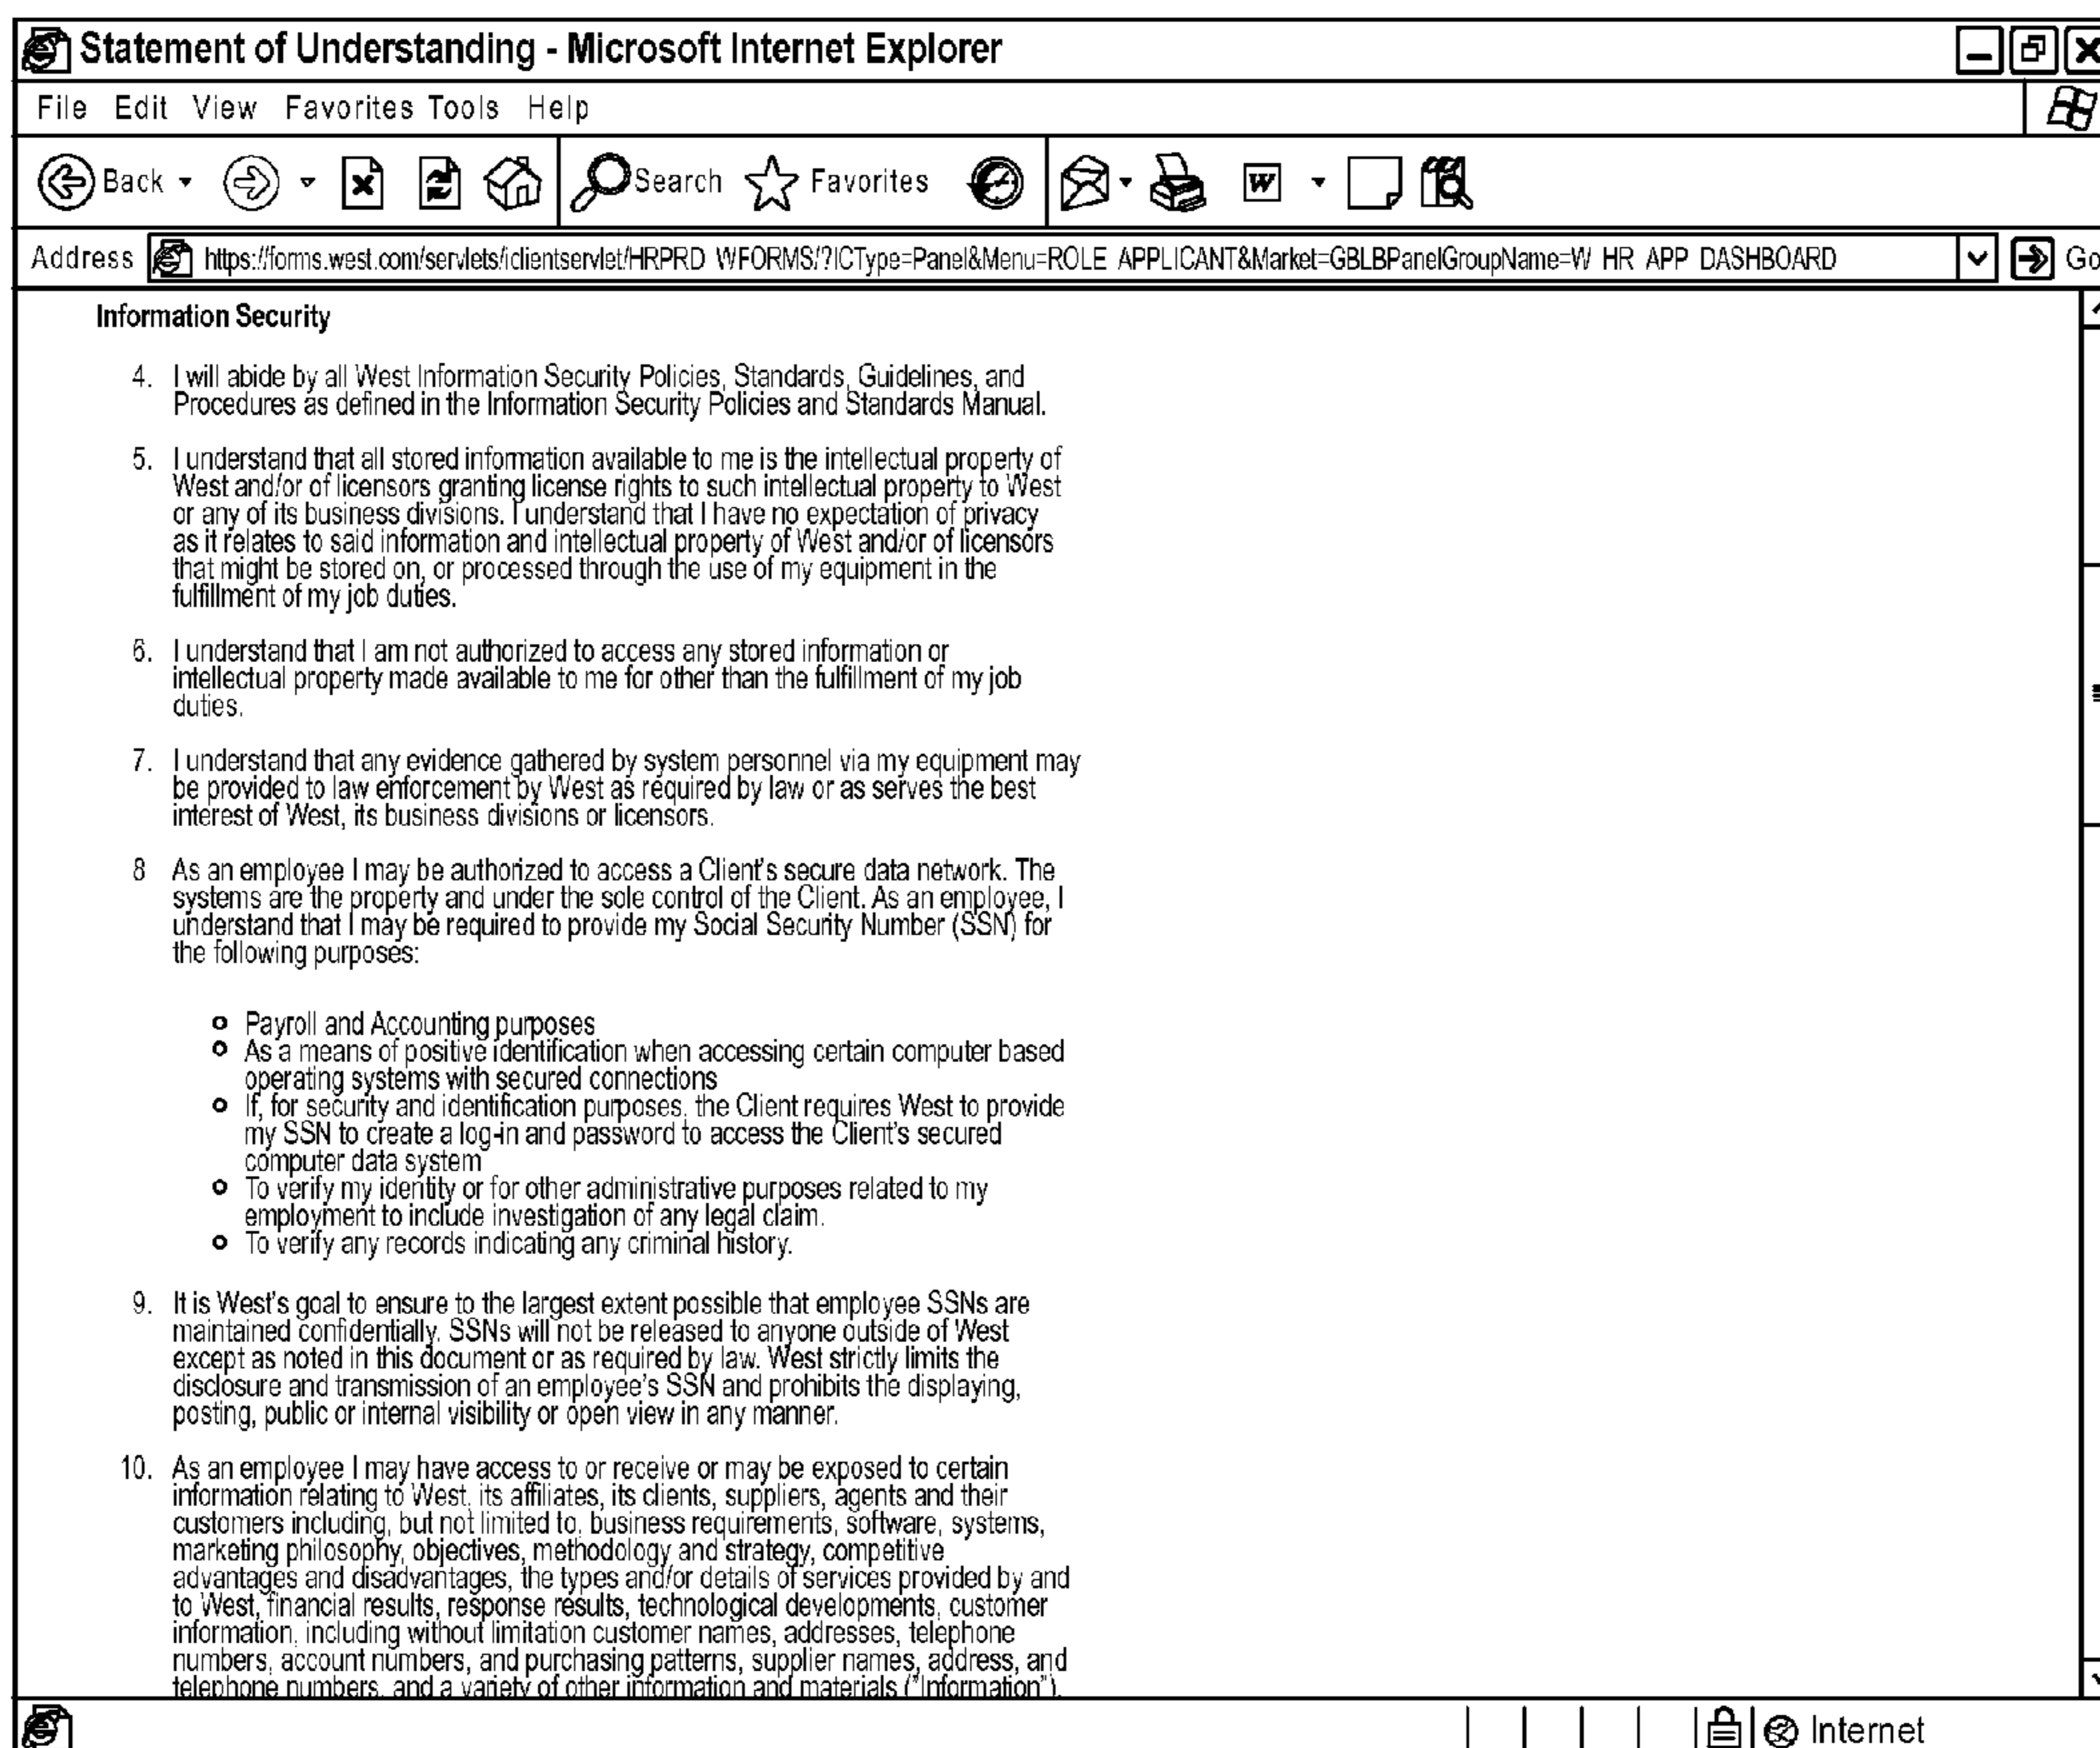 Statement of Understanding - Microsoft Internet Explorer
File Edit View Favorites Tools Help
Back Search Favorites W
Address https://forms.west.com/servlets/iclientservlet/HRPRD WFORMS/?ICType=Panel&Menu=ROLE APPLICANT&Market=GBLBPanelGroupName=W HR APP DASHBOARD Go
Information Security
4. I will abide by all West Information Security Policies, Standards, Guidelines, and
Procedures as defined in the Information Security Policies and Standards Manual.
5. I understand that all stored information available to me is the intellectual property of
West and/or of licensors granting license rights to such intellectual property to West
or any of its business divisions. I understand that I have no expectation of privacy
as it relates to said information and intellectual property of West and/or of licensors
that might be stored on, or processed through the use of my equipment in the
fulfillment of my job duties.
6. I understand that I am not authorized to access any stored information or
intellectual property made available to me for other than the fulfillment of my job
duties.
7. I understand that any evidence gathered by system personnel via my equipment may
be provided to law enforcement by West as required by law or as serves the best
interest of West, its business divisions or licensors.
8 As an employee I may be authorized to access a Client's secure data network. The
systems are the property and under the sole control of the Client. As an employee, I
understand that I may be required to provide my Social Security Number (SSN) for
the following purposes:
o Payroll and Accounting purposes
o As a means of positive identification when accessing certain computer based
operating systems with secured connections
o If, for security and identification purposes, the Client requires West to provide
my SSN to create a log-in and password to access the Client's secured
computer data system
o To verify my identity or for other administrative purposes related to my
employment to include investigation of any legal claim.
o To verify any records indicating any criminal history.
9. It is West's goal to ensure to the largest extent possible that employee SSNs are
maintained confidentially. SSNs will not be released to anyone outside of West
except as noted in this document or as required by law. West strictly limits the
disclosure and transmission of an employee's SSN and prohibits the displaying,
posting, public or internal visibility or open view in any manner.
10. As an employee I may have access to or receive or may be exposed to certain
information relating to West, its affiliates, its clients, suppliers, agents and their
customers including, but not limited to, business requirements, software, systems,
marketing philosophy, objectives, methodology and strategy, competitive
advantages and disadvantages, the types and/or details of services provided by and
to West, financial results, response results, technological developments, customer
information, including without limitation customer names, addresses, telephone
numbers, account numbers, and purchasing patterns, supplier names, address, and
telephone numbers, and a variety of other information and materials ("Information").
Internet